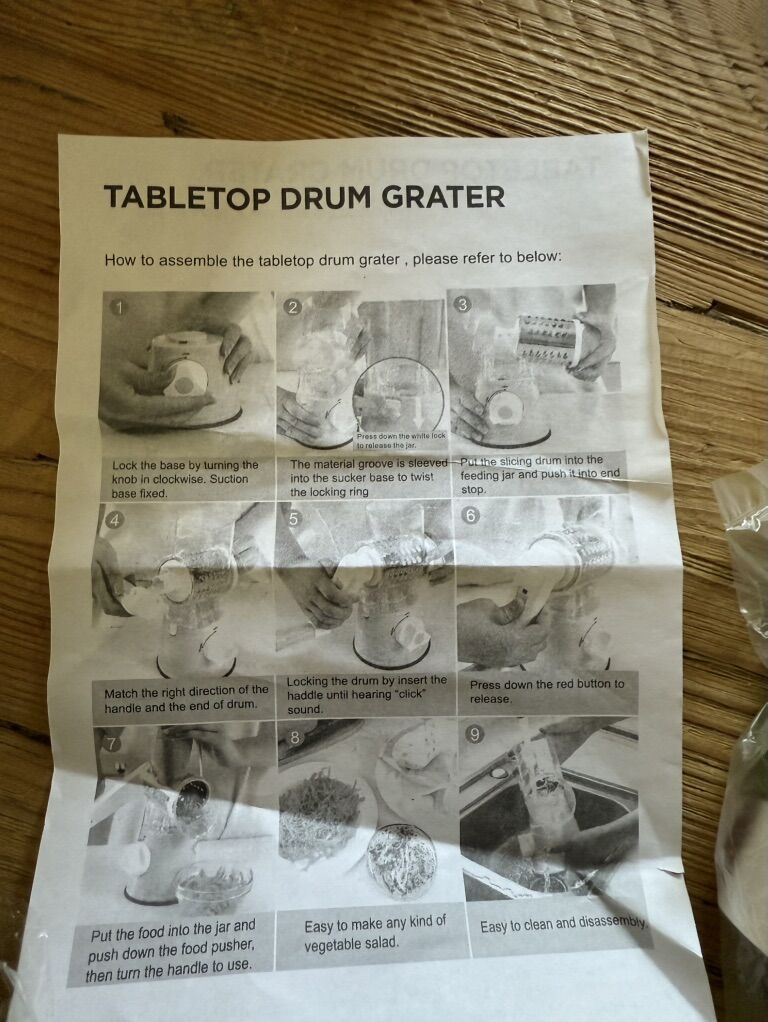 TABLETOP DRUM GRATER
How to assemble the tabletop drum grater , please refer to below:
1
Lock the base by turning the
knob in clockwise. Suction
base fixed.
2
Press down the white lock
to release the jar.
The material groove is sleeved
into the sucker base to twist
the locking ring
3
Put the slicing drum into the
feeding jar and push it into end
stop.
4
Match the right direction of the
handle and the end of drum.
5
Locking the drum by insert the
haddle until hearing "click"
sound.
6
Press down the red button to
release.
7
Put the food into the jar and
push down the food pusher,
then turn the handle to use.
8
Easy to make any kind of
vegetable salad.
9
Easy to clean and disassembly.